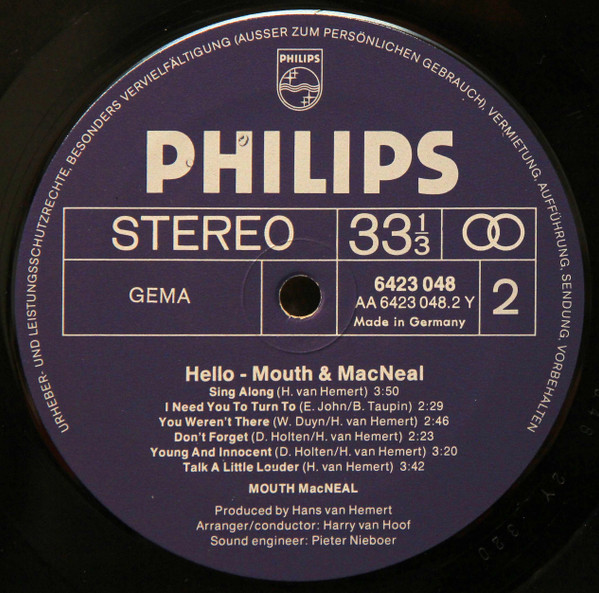 URHEBER- UND LEISTUNGSSCHUTZRECHTE, BESONDERS VERVIELFÄLTIGUNG (AUSSER ZUM PERSÖNLICHEN GEBRAUCH), VERMIETUNG, AUFFÜHRUNG, SENDUNG, VORBEHALTEN
PHILIPS
PHILIPS
STEREO 33 1/3
GEMA
6423 048
AA 6423 048.2 Y
Made in Germany
2
Hello - Mouth & MacNeal
Sing Along (H. van Hemert) 3:50
I Need You To Turn To (E. John/B. Taupin) 2:29
You Weren't There (W. Duyn/H. van Hemert) 2:46
Don't Forget (D. Holten/H. van Hemert) 2:23
Young And Innocent (D. Holten/H. van Hemert) 3:20
Talk A Little Louder (H. van Hemert) 3:42
MOUTH MacNEAL
Produced by Hans van Hemert
Arranger/conductor: Harry van Hoof
Sound engineer: Pieter Nieboer